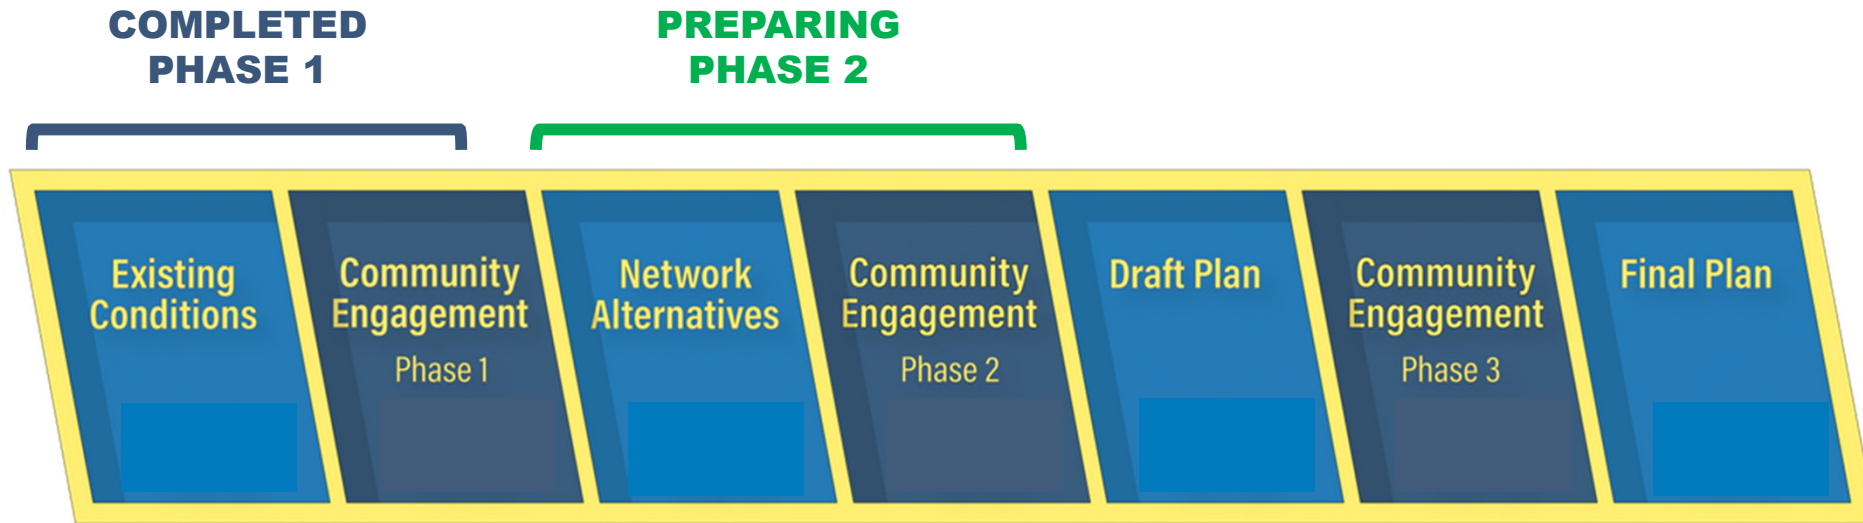 COMPLETED
PHASE 1
PREPARING
PHASE 2
Existing
Conditions
Community
Engagement
Phase 1
Network
Alternatives
Community
Engagement
Phase 2
Draft Plan
Community
Engagement
Phase 3
Final Plan